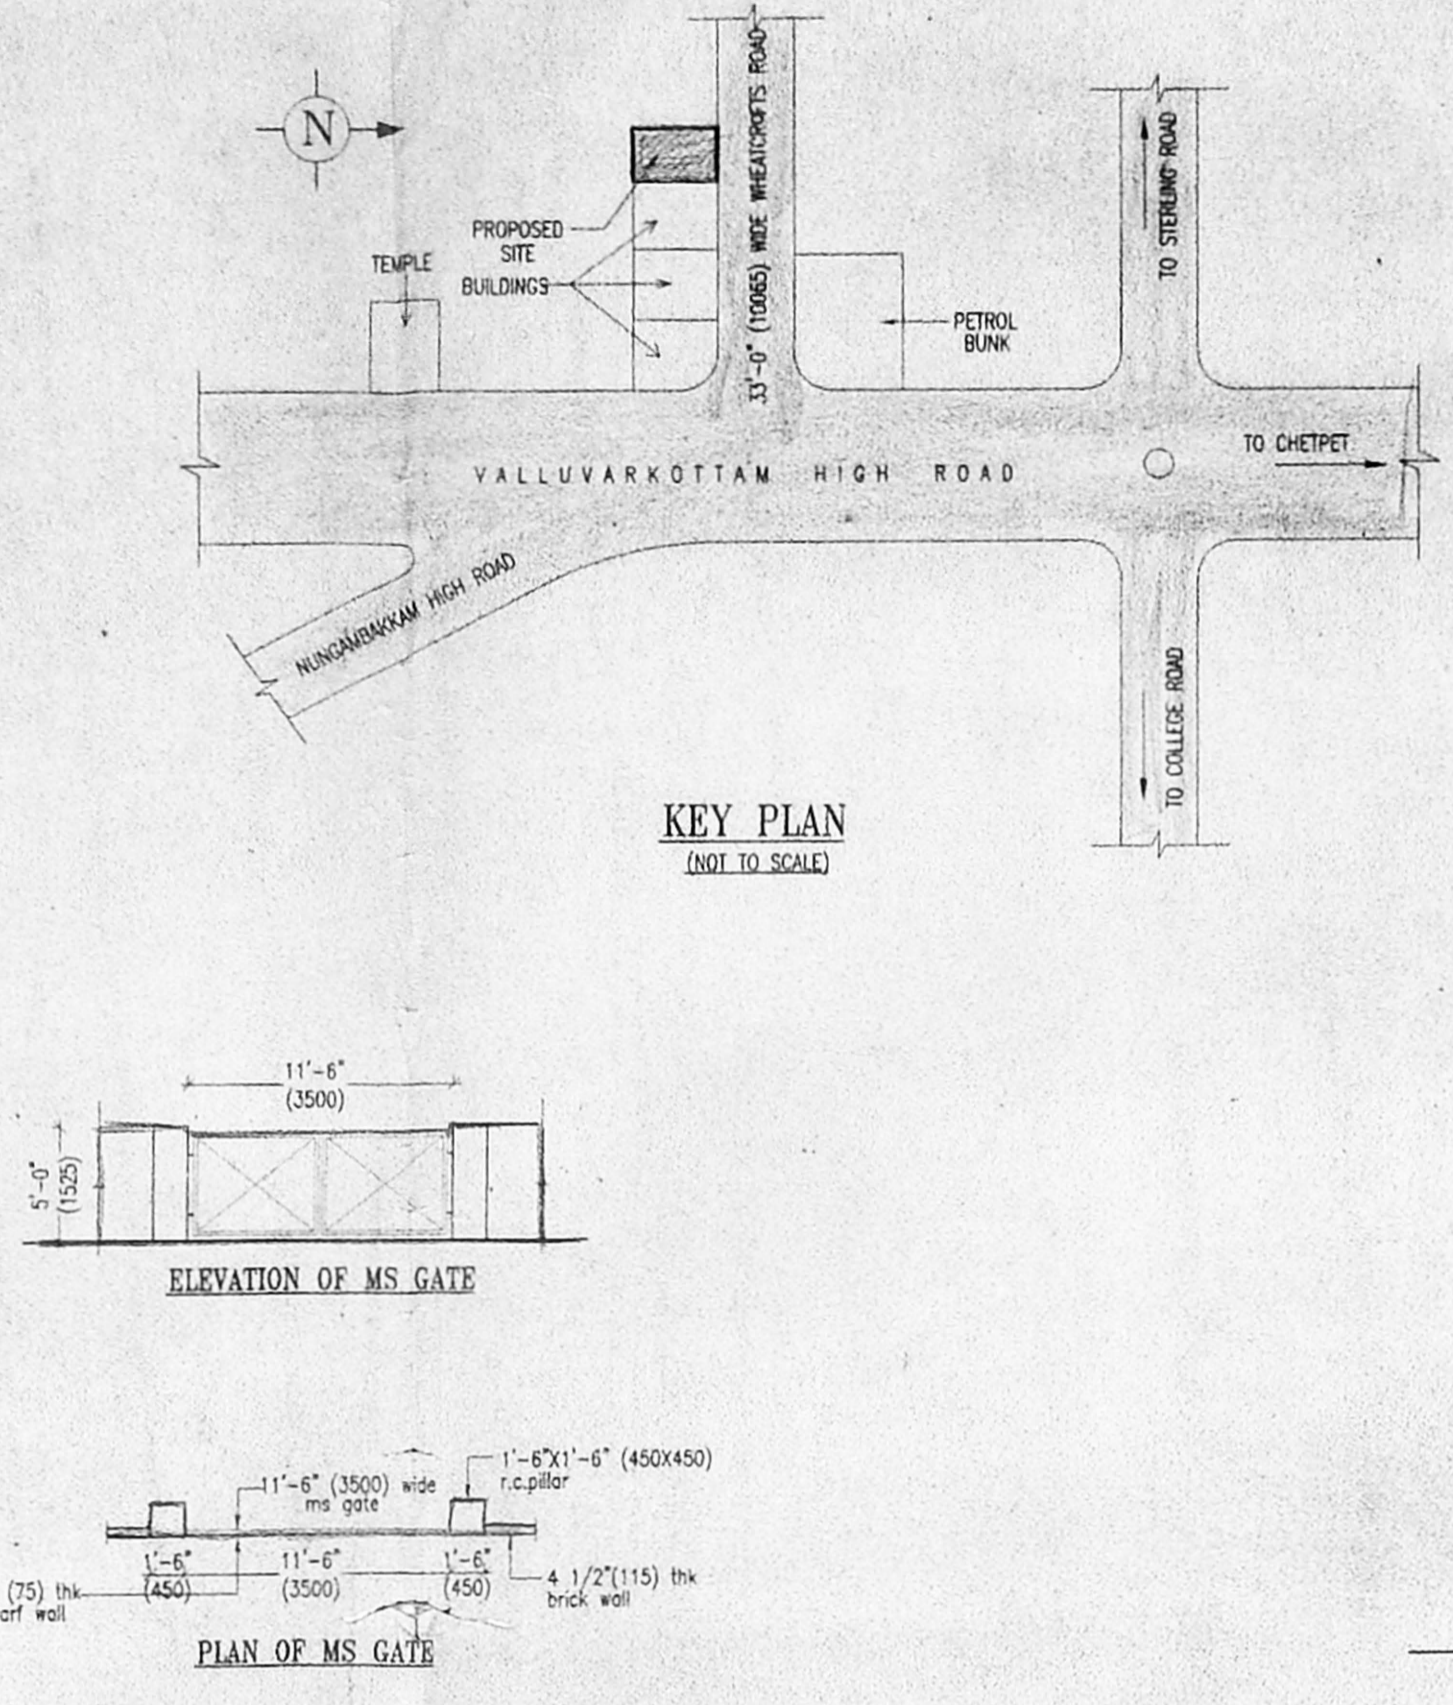 N
33'-0" (10065) WIDE WHEATCROFTS ROAD
TO STERLING ROAD
PROPOSED
SITE
TEMPLE
BUILDINGS
PETROL
BUNK
TO CHETPET
VALLUVARKOTTAM HIGH ROAD
NUNGAMBAKKAM HIGH ROAD
TO COLLEGE ROAD
KEY PLAN
(NOT TO SCALE)
11'-6"
(3500)
5'-0"
(1525)
ELEVATION OF MS GATE
1'-6"X1'-6" (450X450)
r.c.pillar
11'-6" (3500) wide
ms gate
1'-6"
(450)
11'-6"
(3500)
1'-6"
(450)
(75) thk
arf wall
4 1/2"(115) thk
brick wall
PLAN OF MS GATE